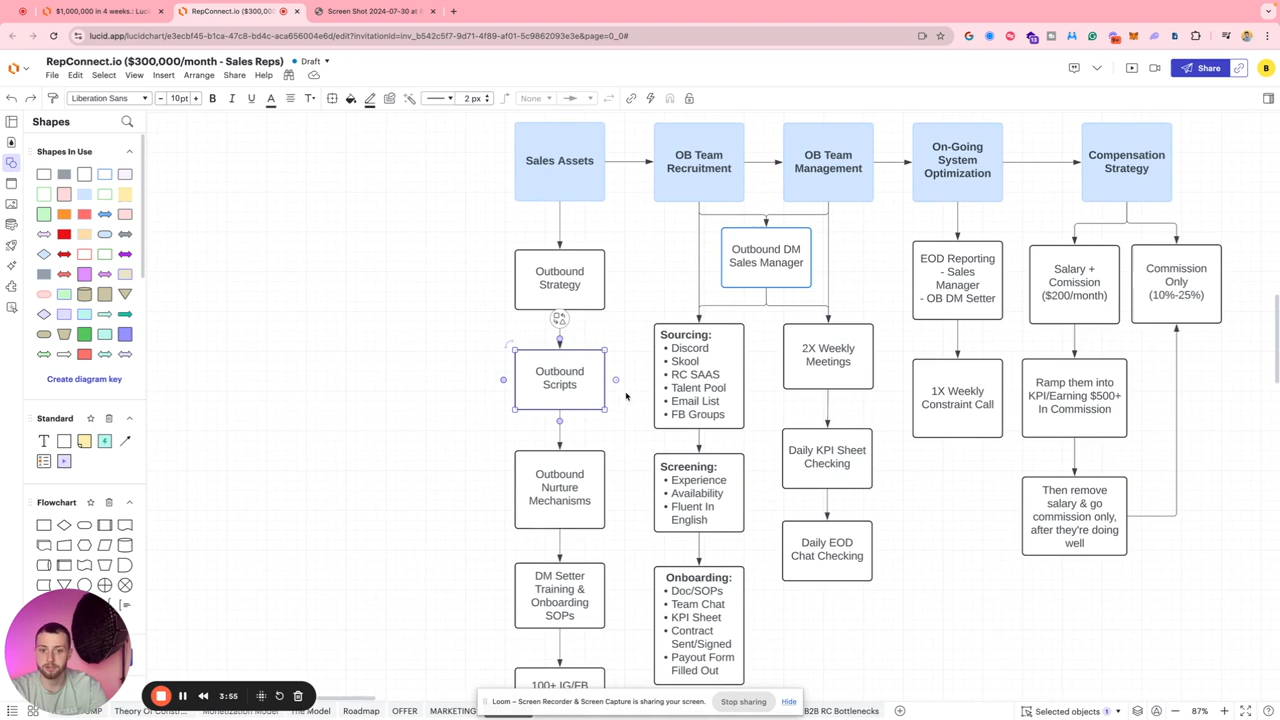 $1,000,000 in 4 weeks.:: Luc
RepConnect.io ($300,000
Screen Shot 2024-07-30 at
lucid.app/lucidchart/e3ecbf45-b1ca-47c8-bd4c-aca656004e6d/edit?invitationId=inv_b542c5f7-9d71-4f89-af01-5c9862093e3e&page=0_0#
RepConnect.io ($300,000/month - Sales Reps)
Draft
File Edit Select View Insert Arrange Share Help
Share
B
Liberation Sans
10pt
B I U A
2 px
None
Shapes
Shapes In Use
Create diagram key
Standard
T
Flowchart
Sales Assets
OB Team
Recruitment
OB Team
Management
On-Going
System
Optimization
Compensation
Strategy
Outbound DM
Sales Manager
Outbound
Strategy
Outbound
Scripts
Outbound
Nurture
Mechanisms
DM Setter
Training &
Onboarding
SOPs
100+ IG/FB
Sourcing:
• Discord
• Skool
• RC SAAS
• Talent Pool
• Email List
• FB Groups
Screening:
• Experience
• Availability
• Fluent In
English
Onboarding:
• Doc/SOPs
• Team Chat
• KPI Sheet
• Contract
Sent/Signed
• Payout Form
Filled Out
2X Weekly
Meetings
Daily KPI Sheet
Checking
Daily EOD
Chat Checking
EOD Reporting
- Sales
Manager
- OB DM Setter
1X Weekly
Constraint Call
Salary +
Comission
($200/month)
Commission
Only
(10%-25%)
Ramp them into
KPI/Earning $500+
In Commission
Then remove
salary & go
commission only,
after they're doing
well
3:55
Loom – Screen Recorder & Screen Capture is sharing your screen.
Stop sharing
Hide
UMP
Theory Of Constr
Monetization Model
The Model
Roadmap
OFFER
MARKETING
B2B RC Bottlenecks
Selected objects 1
87%